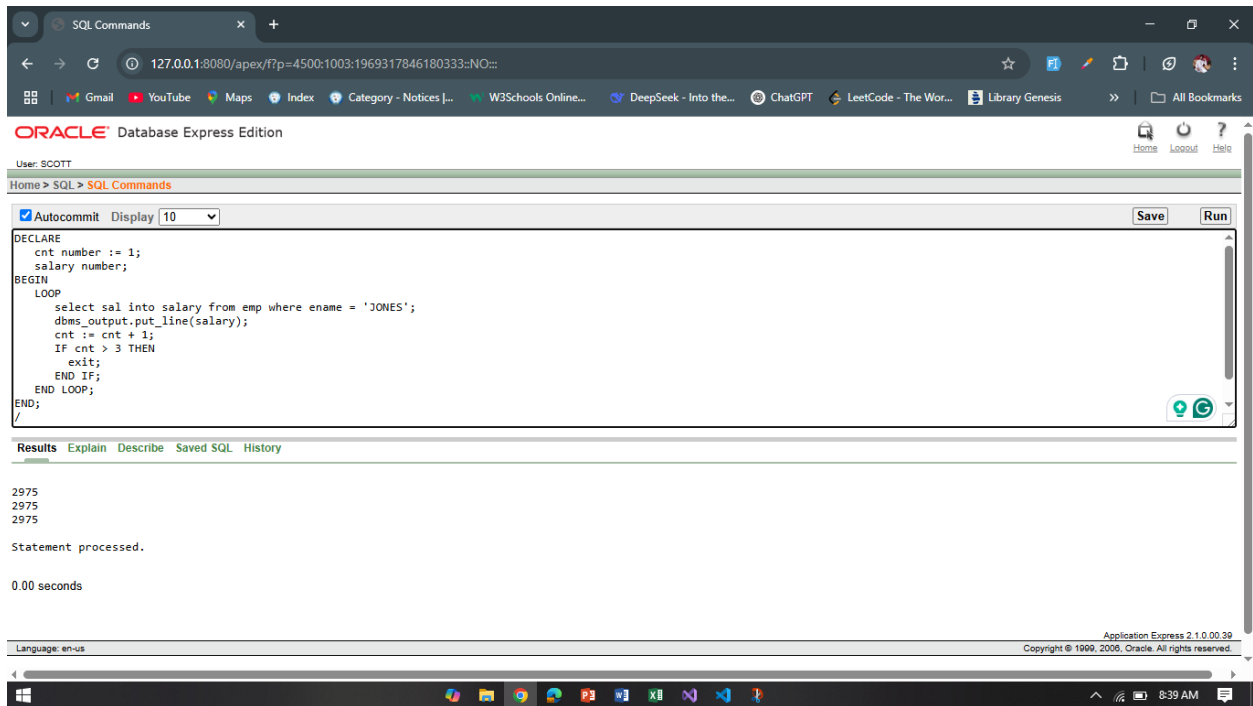 SQL Commands
127.0.0.1:8080/apex/f?p=4500:1003:1969317846180333::NO:::
Gmail YouTube Maps Index Category - Notices |... W3Schools Online... DeepSeek - Into the... ChatGPT LeetCode - The Wor... Library Genesis » All Bookmarks
ORACLE Database Express Edition
Home Logout Help
User: SCOTT
Home > SQL > SQL Commands
Autocommit Display 10 Save Run
DECLARE
cnt number := 1;
salary number;
BEGIN
LOOP
select sal into salary from emp where ename = 'JONES';
dbms_output.put_line(salary);
cnt := cnt + 1;
IF cnt > 3 THEN
exit;
END IF;
END LOOP;
END;
/
Results Explain Describe Saved SQL History
2975
2975
2975
Statement processed.
0.00 seconds
Application Express 2.1.0.00.39
Language: en-us Copyright © 1999, 2006, Oracle. All rights reserved.
8:39 AM